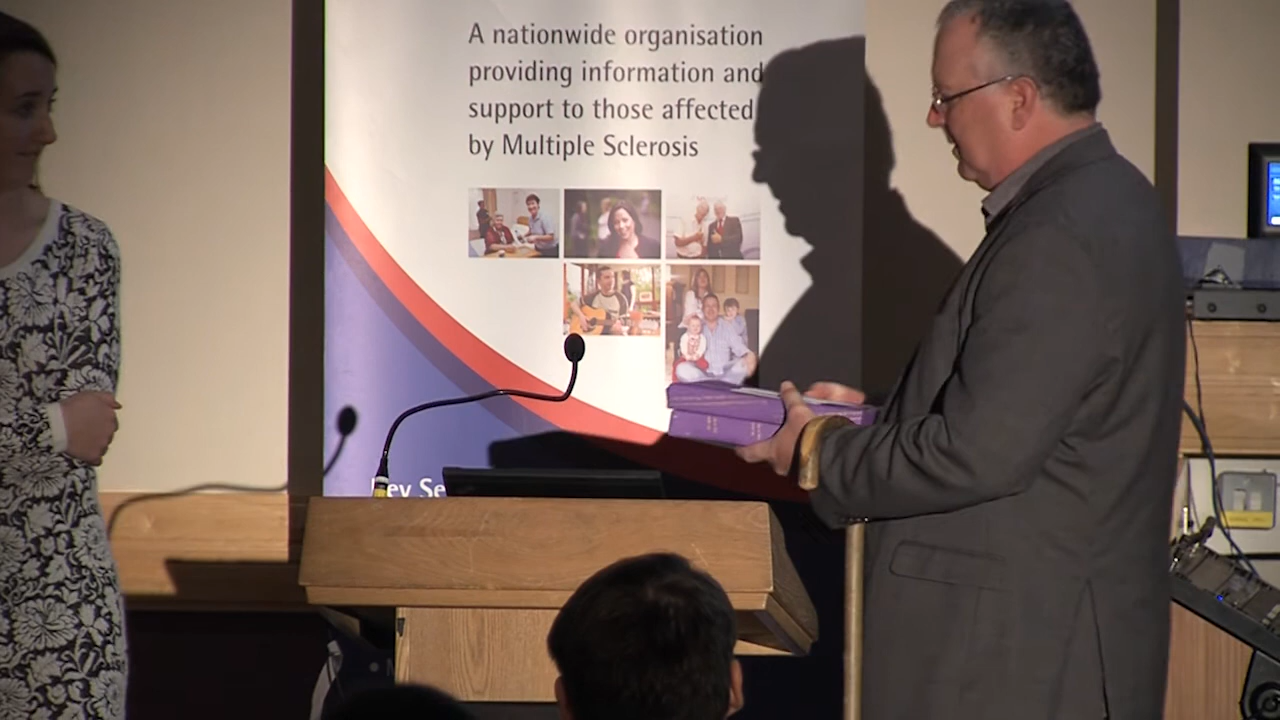 A nationwide organisation
providing information and
support to those affected
by Multiple Sclerosis